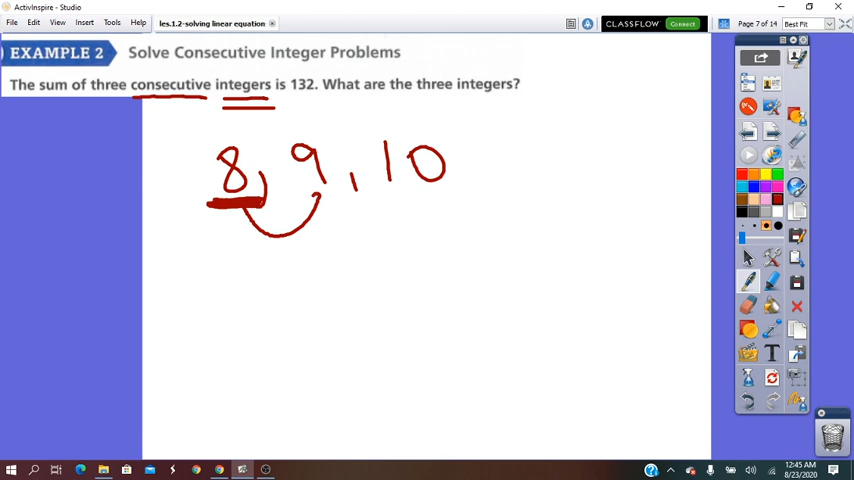 ActivInspire - Studio
File Edit View Insert Tools Help
les.1.2-solving linear equation
CLASSFLOW Connect
Page 7 of 14
Best Fit
EXAMPLE 2 Solve Consecutive Integer Problems
The sum of three consecutive integers is 132. What are the three integers?
8, 9, 10
12:45 AM
8/23/2020